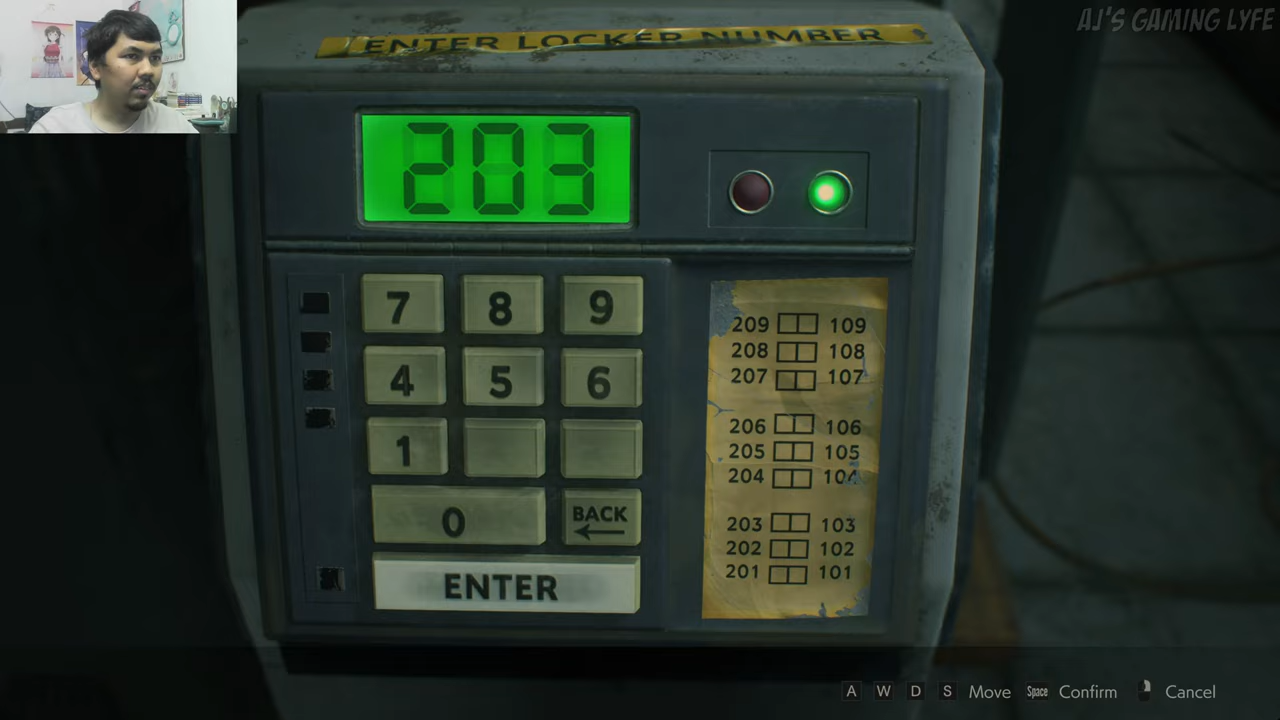 AJ'S GAMING LYFE
ENTER LOCKER NUMBER
203
7 8 9
4 5 6
1
0 BACK
ENTER
209 109
208 108
207 107
206 106
205 105
204 104
203 103
202 102
201 101
A W D S Move Space Confirm Cancel